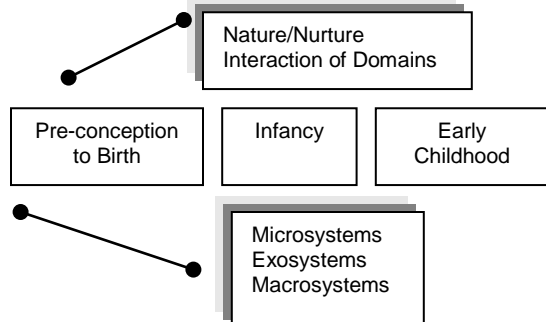 Nature/Nurture
Interaction of Domains
Pre-conception
to Birth
Infancy
Early
Childhood
Microsystems
Exosystems
Macrosystems